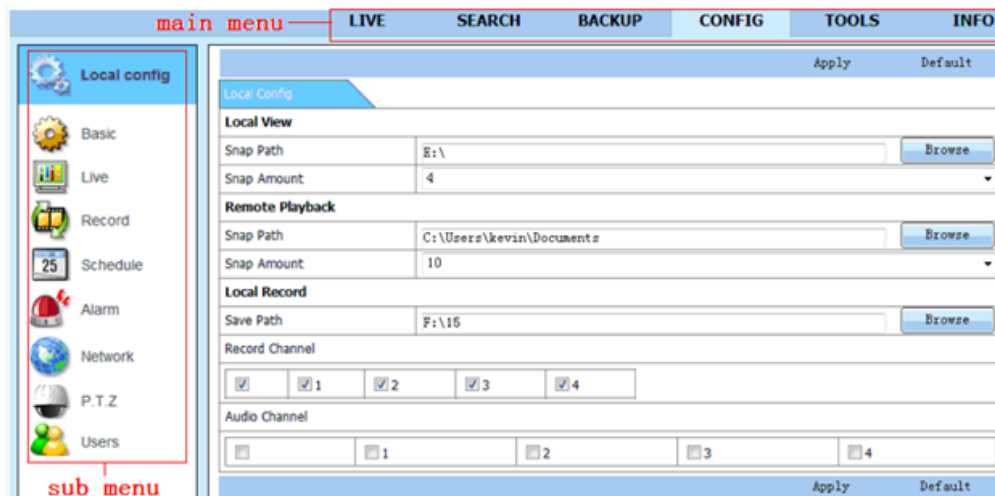 main menu LIVE SEARCH BACKUP CONFIG TOOLS INFO
Local config
Basic
Live
Record
25 Schedule
Alarm
Network
P.T.Z
Users
sub menu
Apply Default
Local Config
Local View
Snap Path E:\ Browse
Snap Amount 4
Remote Playback
Snap Path C:\Users\kevin\Documents Browse
Snap Amount 10
Local Record
Save Path F:\15 Browse
Record Channel
1 2 3 4
Audio Channel
1 2 3 4
Apply Default